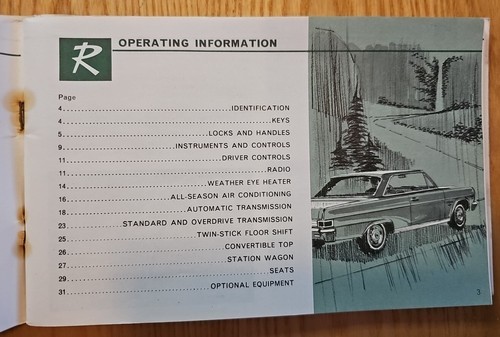 R OPERATING INFORMATION
Page
4 ........ IDENTIFICATION
4 ........ KEYS
5 ........ LOCKS AND HANDLES
9 ........ INSTRUMENTS AND CONTROLS
11 ........ DRIVER CONTROLS
11 ........ RADIO
14 ........ WEATHER EYE HEATER
16 ........ ALL-SEASON AIR CONDITIONING
18 ........ AUTOMATIC TRANSMISSION
23 ........ STANDARD AND OVERDRIVE TRANSMISSION
25 ........ TWIN-STICK FLOOR SHIFT
26 ........ CONVERTIBLE TOP
27 ........ STATION WAGON
29 ........ SEATS
31 ........ OPTIONAL EQUIPMENT
3